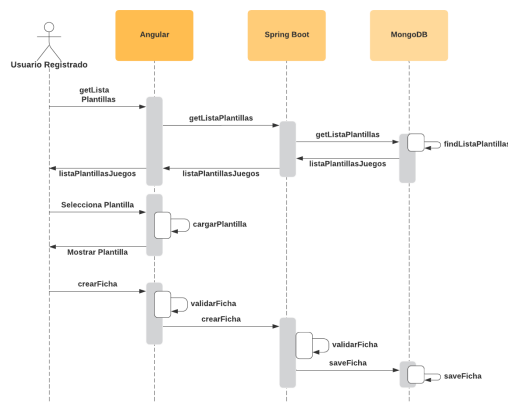 Angular
Spring Boot
MongoDB
Usuario Registrado
getLista
Plantillas
getListaPlantillas
getListaPlantillas
findListaPlantillas
listaPlantillasJuegos
listaPlantillasJuegos
listaPlantillasJuegos
Selecciona Plantilla
cargarPlantilla
Mostrar Plantilla
crearFicha
validarFicha
crearFicha
validarFicha
saveFicha
saveFicha